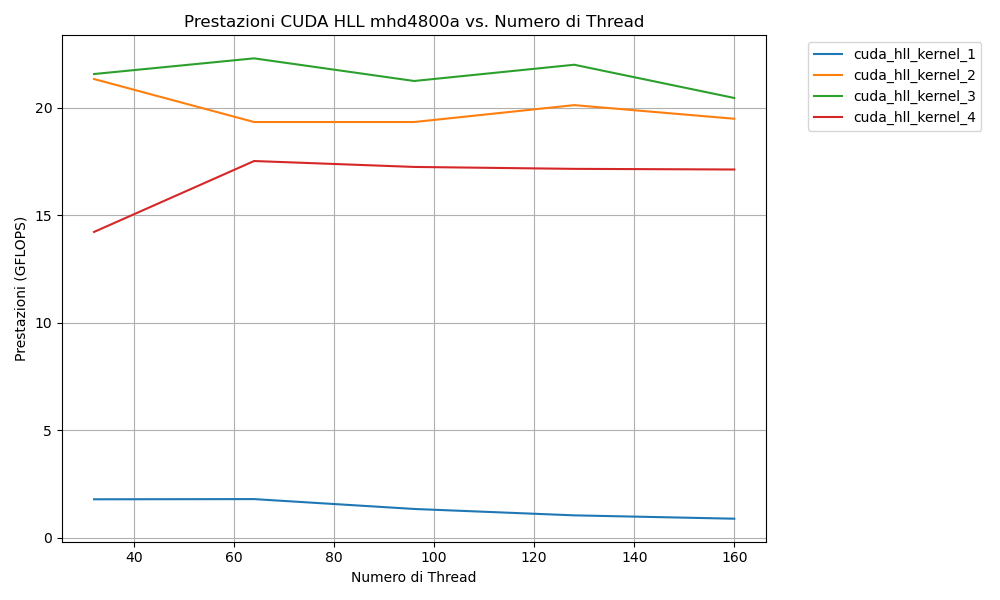 Prestazioni CUDA HLL mhd4800a vs. Numero di Thread
cuda_hll_kernel_1
cuda_hll_kernel_2
cuda_hll_kernel_3
cuda_hll_kernel_4
Prestazioni (GFLOPS)
20
15
10
5
0
40 60 80 100 120 140 160
Numero di Thread